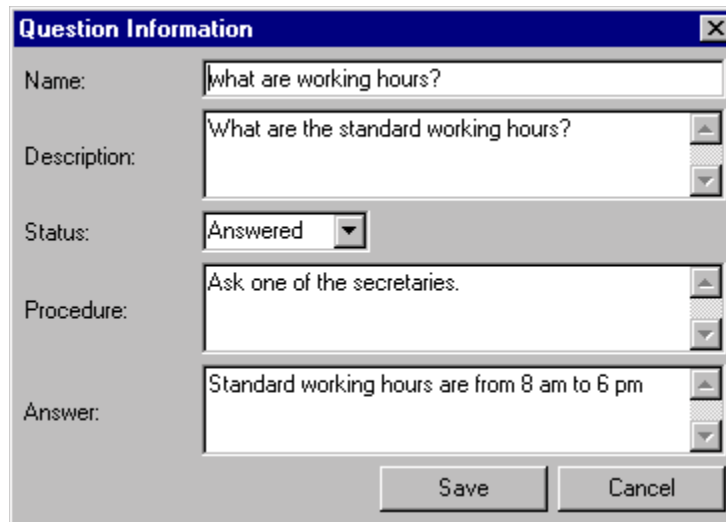 Question Information
Name: what are working hours?
Description: What are the standard working hours?
Status: Answered
Procedure: Ask one of the secretaries.
Answer: Standard working hours are from 8 am to 6 pm
Save Cancel